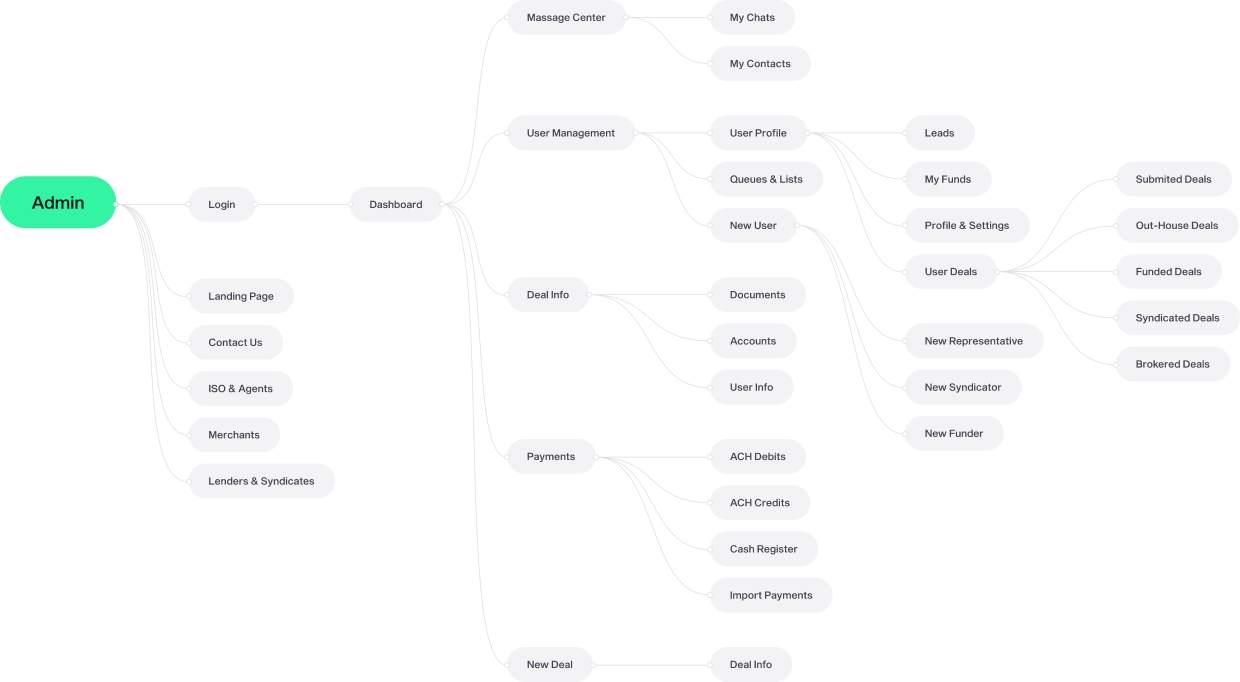 Admin
Login
Landing Page
Contact Us
ISO & Agents
Merchants
Lenders & Syndicates
Dashboard
Massage Center
My Chats
My Contacts
User Management
User Profile
Leads
My Funds
Profile & Settings
User Deals
Submited Deals
Out-House Deals
Funded Deals
Syndicated Deals
Brokered Deals
Queues & Lists
New User
New Representative
New Syndicator
New Funder
Deal Info
Documents
Accounts
User Info
Payments
ACH Debits
ACH Credits
Cash Register
Import Payments
New Deal
Deal Info